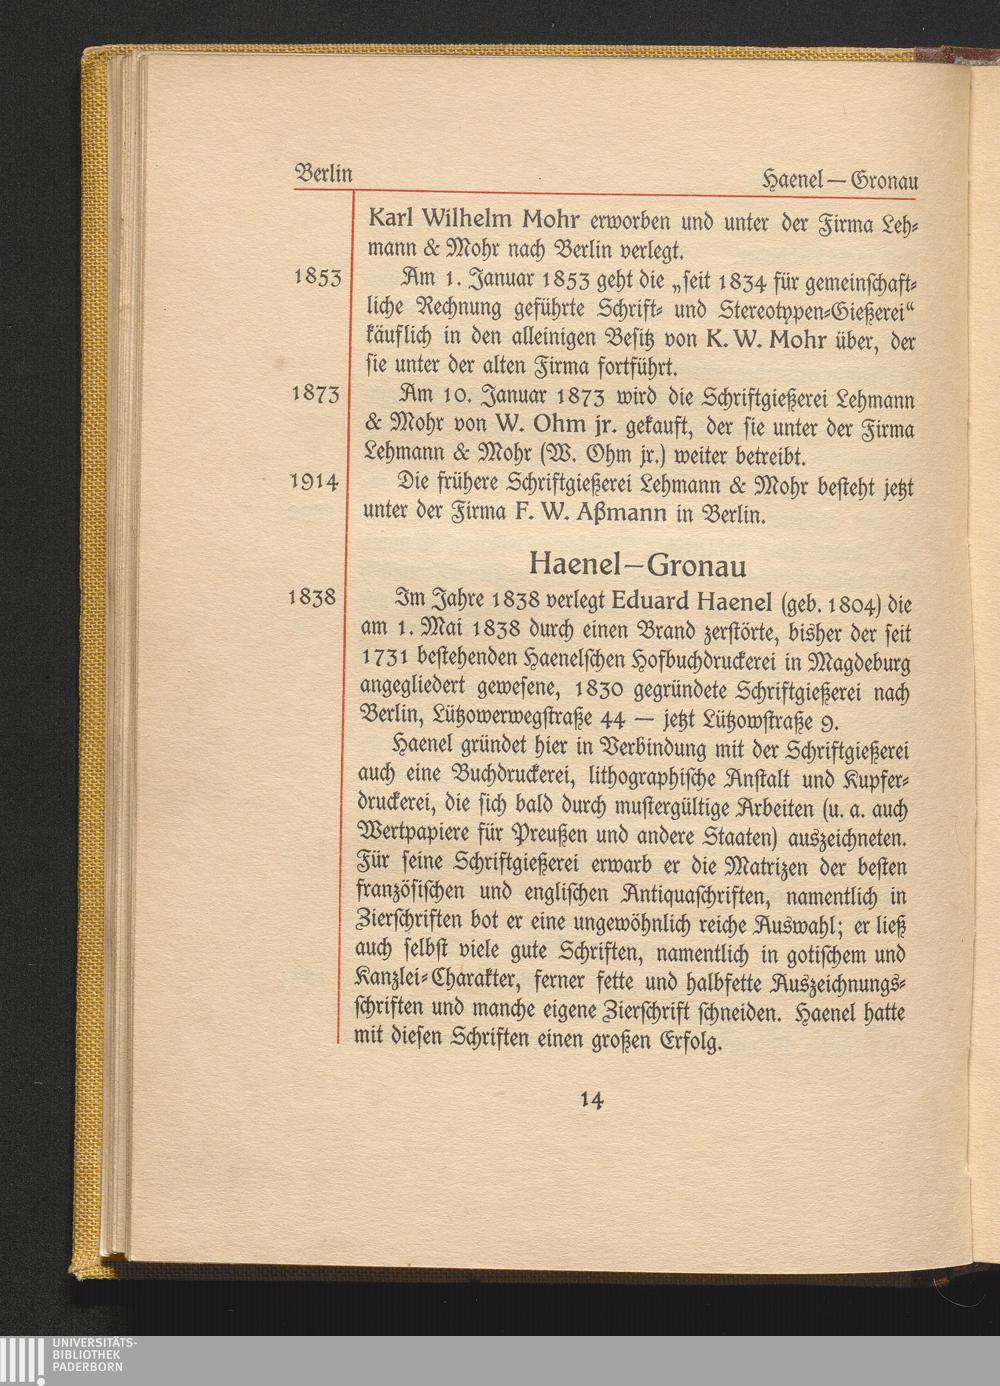 Berlin Haenel — Gronau
Karl Wilhelm Mohr erworben und unter der Firma Leh-
mann & Mohr nach Berlin verlegt.
1853 Am 1. Januar 1853 geht die „seit 1834 für gemeinschaft-
liche Rechnung geführte Schrift- und Stereotypen-Gießerei“
käuflich in den alleinigen Besitz von K. W. Mohr über, der
sie unter der alten Firma fortführt.
1873 Am 10. Januar 1873 wird die Schriftgießerei Lehmann
& Mohr von W. Ohm jr. gekauft, der sie unter der Firma
Lehmann & Mohr (W. Ohm jr.) weiter betreibt.
1914 Die frühere Schriftgießerei Lehmann & Mohr besteht jetzt
unter der Firma F. W. Aßmann in Berlin.
Haenel–Gronau
1838 Im Jahre 1838 verlegt Eduard Haenel (geb. 1804) die
am 1. Mai 1838 durch einen Brand zerstörte, bisher der seit
1731 bestehenden Haenelschen Hofbuchdruckerei in Magdeburg
angegliedert gewesene, 1830 gegründete Schriftgießerei nach
Berlin, Lützowerwegstraße 44 — jetzt Lützowstraße 9.
Haenel gründet hier in Verbindung mit der Schriftgießerei
auch eine Buchdruckerei, lithographische Anstalt und Kupfer-
druckerei, die sich bald durch mustergültige Arbeiten (u. a. auch
Wertpapiere für Preußen und andere Staaten) auszeichneten.
Für seine Schriftgießerei erwarb er die Matrizen der besten
französischen und englischen Antiquaschriften, namentlich in
Zierschriften bot er eine ungewöhnlich reiche Auswahl; er ließ
auch selbst viele gute Schriften, namentlich in gotischem und
Kanzlei-Charakter, ferner fette und halbfette Auszeichnungs-
schriften und manche eigene Zierschrift schneiden. Haenel hatte
mit diesen Schriften einen großen Erfolg.
14
UNIVERSITÄTS-
BIBLIOTHEK
PADERBORN